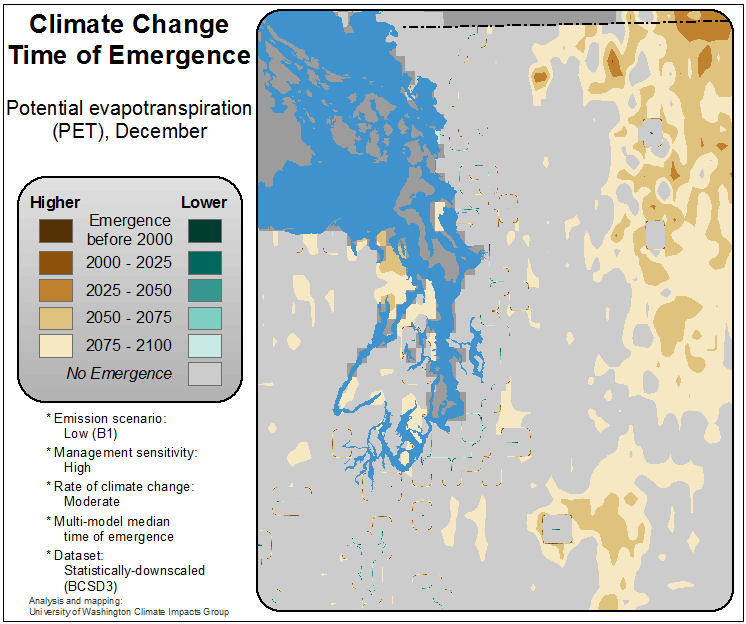 Climate Change
Time of Emergence
Potential evapotranspiration
(PET), December
Higher Lower
Emergence
before 2000
2000 - 2025
2025 - 2050
2050 - 2075
2075 - 2100
No Emergence
* Emission scenario:
Low (B1)
* Management sensitivity:
High
* Rate of climate change:
Moderate
* Multi-model median
time of emergence
* Dataset:
Statistically-downscaled
(BCSD3)
Analysis and mapping:
University of Washington Climate Impacts Group